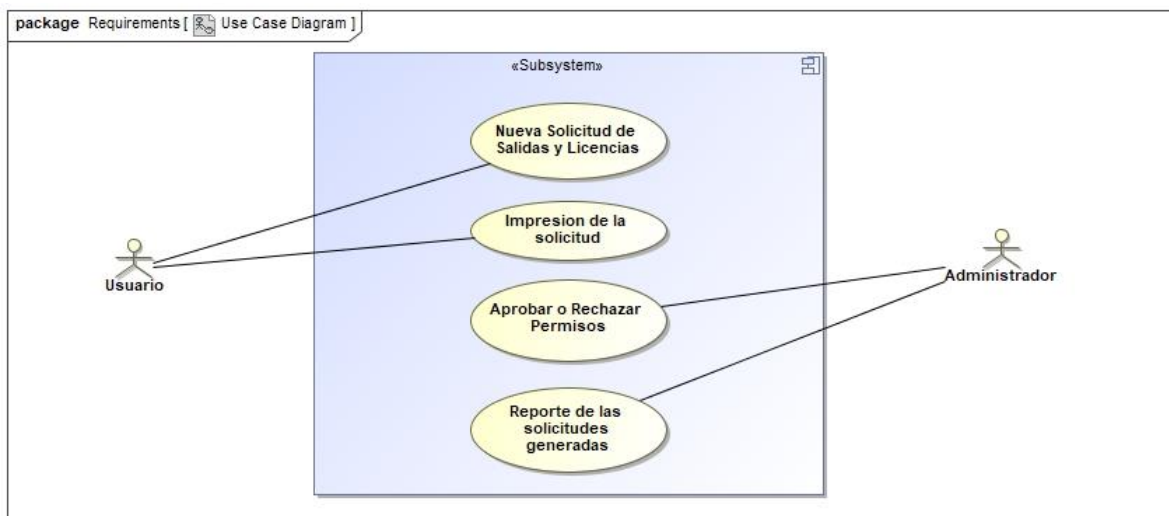 package Requirements [ Use Case Diagram ]
«Subsystem»
Nueva Solicitud de
Salidas y Licencias
Impresion de la
solicitud
Usuario
Administrador
Aprobar o Rechazar
Permisos
Reporte de las
solicitudes
generadas